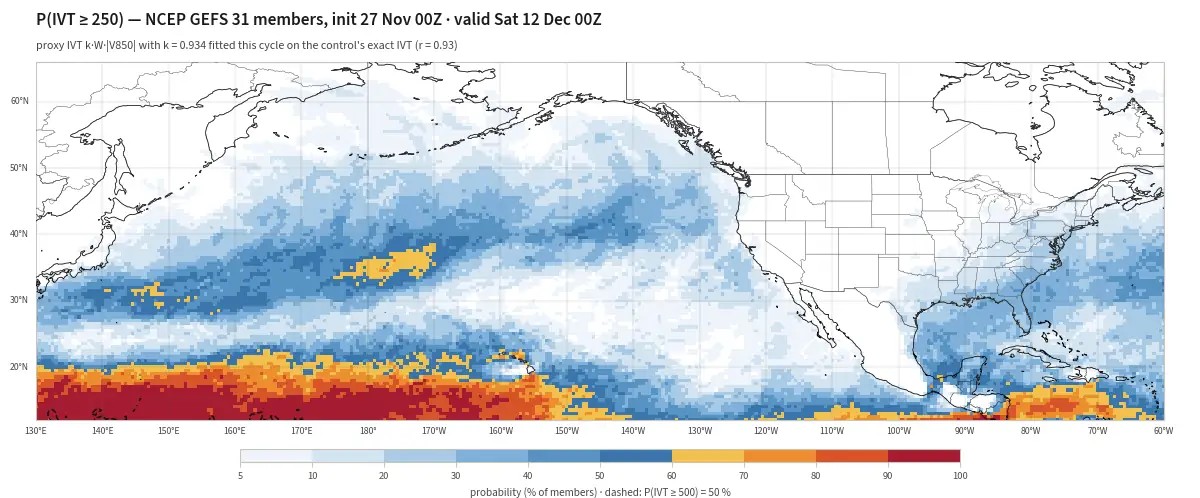 P(IVT ≥ 250) — NCEP GEFS 31 members, init 27 Nov 00Z · valid Sat 12 Dec 00Z
proxy IVT k·W·|V850| with k = 0.934 fitted this cycle on the control's exact IVT (r = 0.93)
60°N
50°N
40°N
30°N
20°N
130°E 140°E 150°E 160°E 170°E 180° 170°W 160°W 150°W 140°W 130°W 120°W 110°W 100°W 90°W 80°W 70°W 60°W
5 10 20 30 40 50 60 70 80 90 100
probability (% of members) · dashed: P(IVT ≥ 500) = 50 %